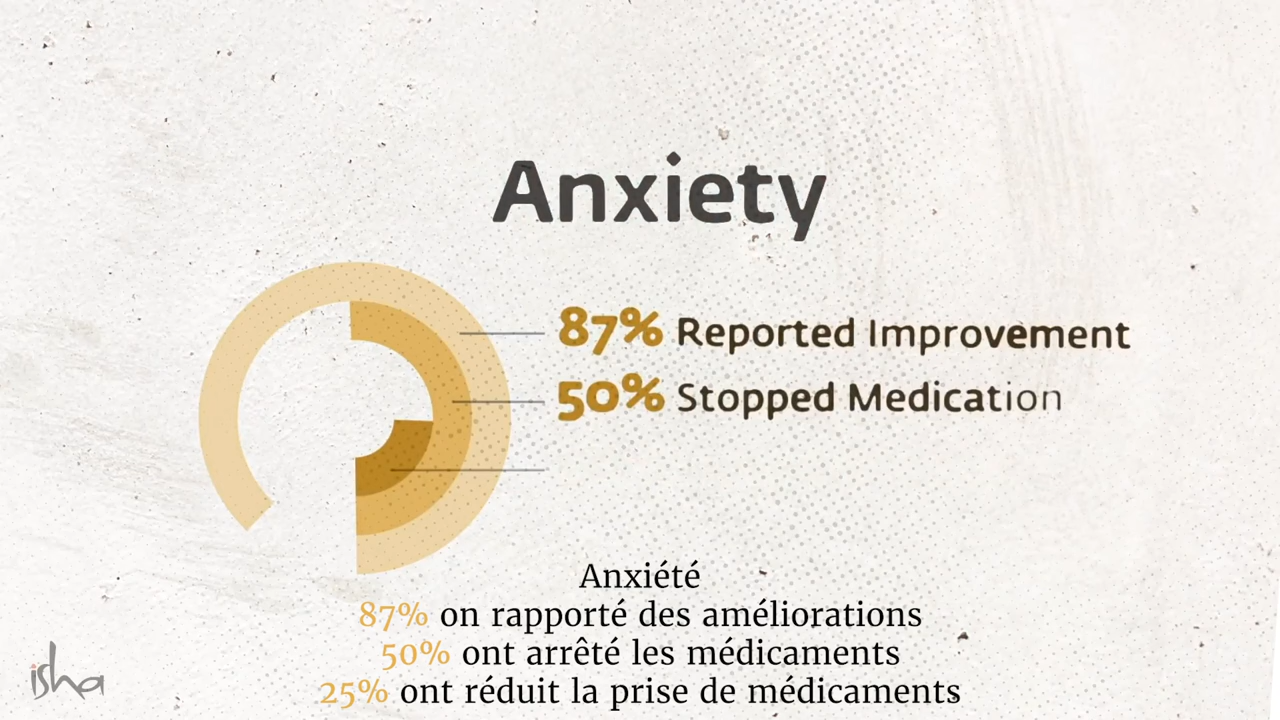 Anxiety
87% Reported Improvement
50% Stopped Medication
Anxiété
87% on rapporté des améliorations
50% ont arrêté les médicaments
25% ont réduit la prise de médicaments
isha